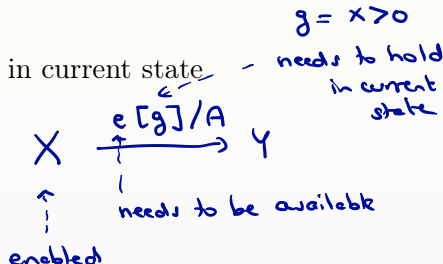 g = x>0
in current state
needs to hold
in current
state
e [g] / A
X → Y
needs to be available
enabled